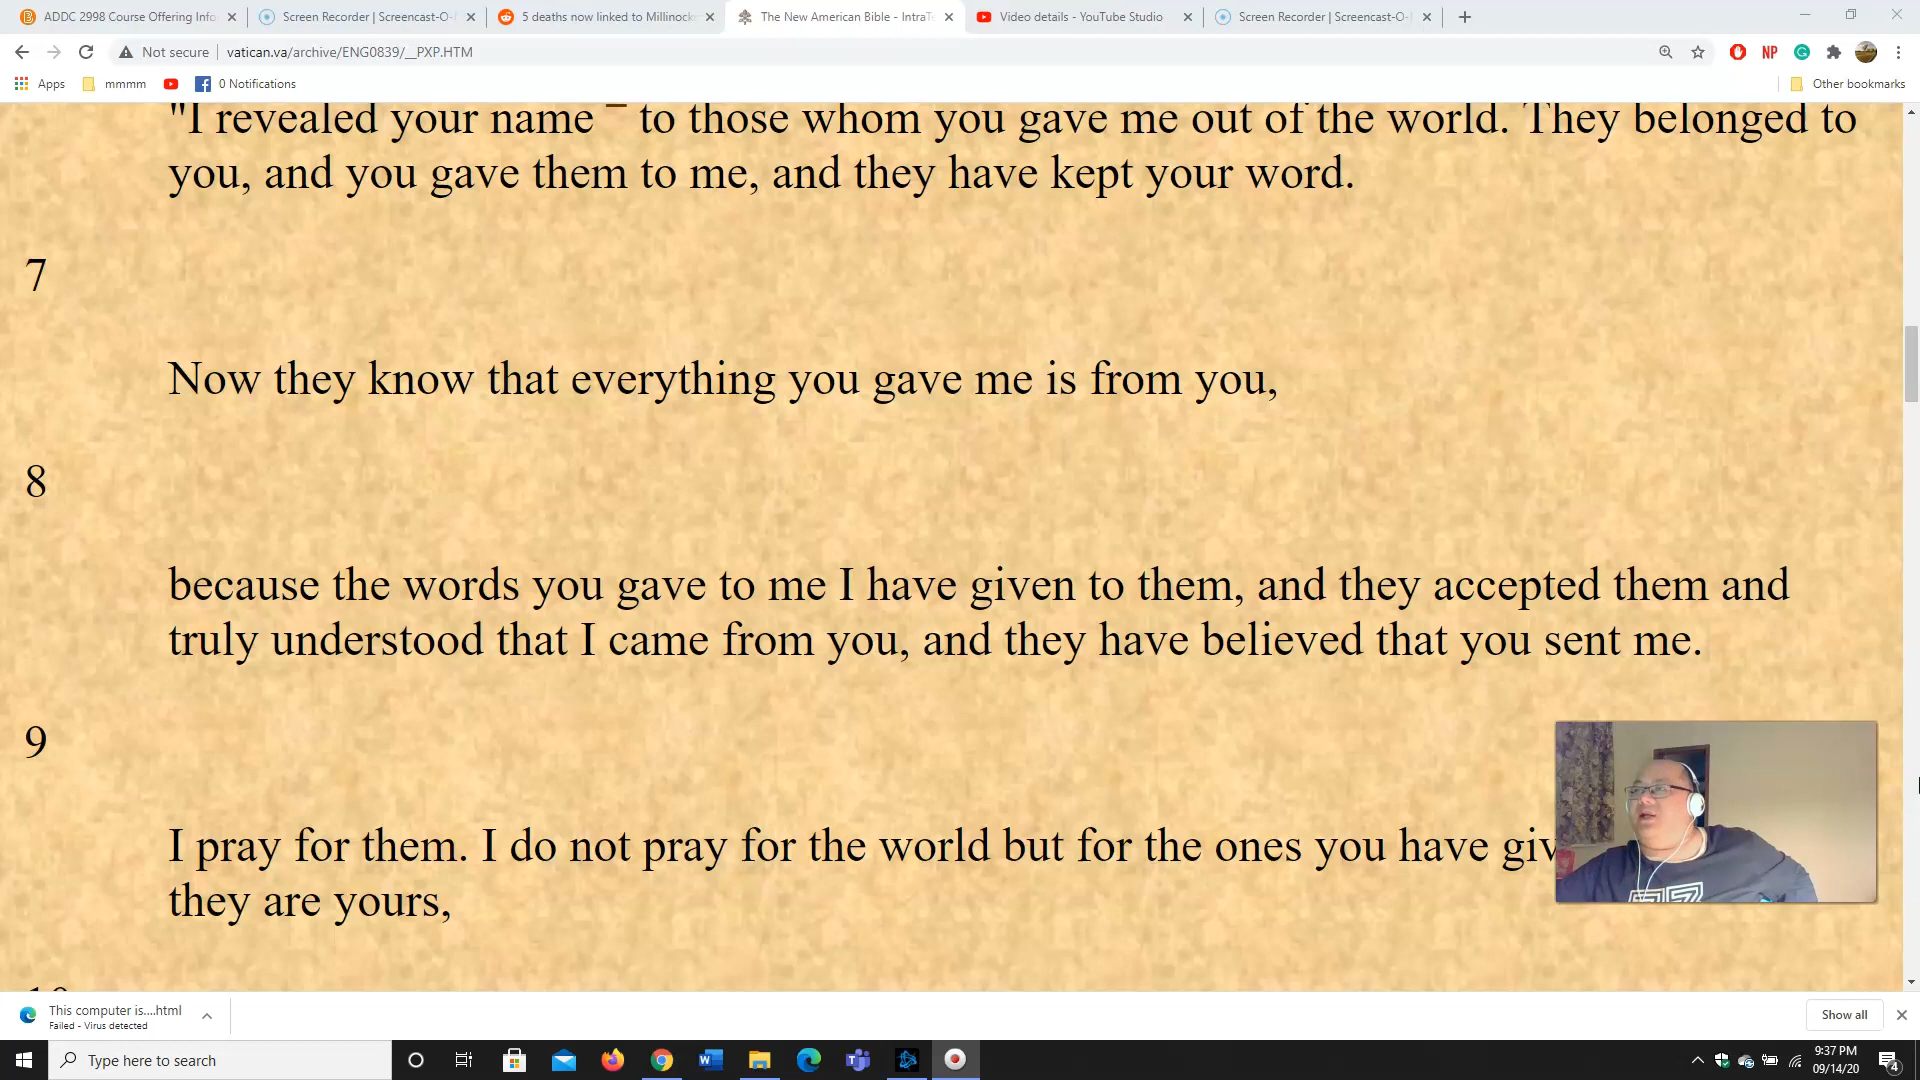 ADDC 2998 Course Offering Info
Screen Recorder | Screencast-O-
5 deaths now linked to Millinock
The New American Bible - IntraT
Video details - YouTube Studio
Screen Recorder | Screencast-O-
Not secure
vatican.va/archive/ENG0839/__PXP.HTM
NP
Apps
mmmm
0 Notifications
Other bookmarks
"I revealed your name to those whom you gave me out of the world. They belonged to
you, and you gave them to me, and they have kept your word.
7
Now they know that everything you gave me is from you,
8
because the words you gave to me I have given to them, and they accepted them and
truly understood that I came from you, and they have believed that you sent me.
9
I pray for them. I do not pray for the world but for the ones you have giv
they are yours,
10
This computer is....html
Failed - Virus detected
Show all
Type here to search
9:37 PM
09/14/20
4